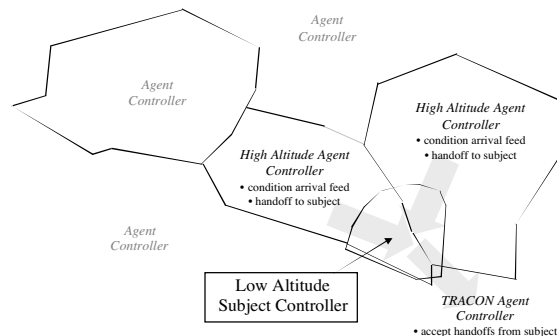 Agent
Controller
Agent
Controller
High Altitude Agent
Controller
• condition arrival feed
• handoff to subject
High Altitude Agent
Controller
• condition arrival feed
• handoff to subject
Agent
Controller
Low Altitude
Subject Controller
TRACON Agent
Controller
• accept handoffs from subject